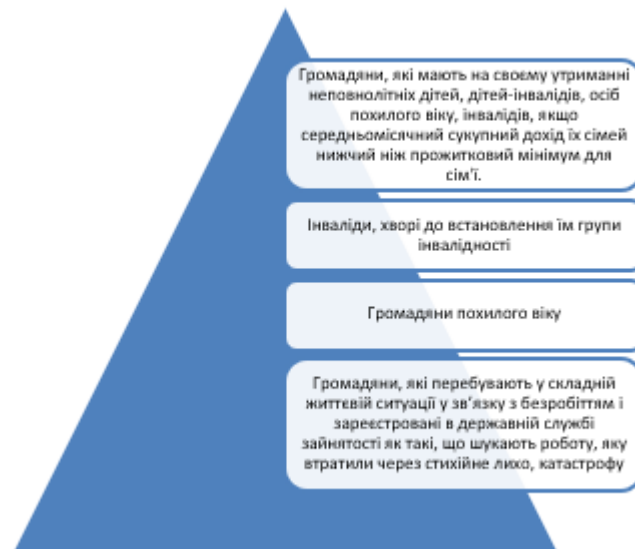 Громадяни, які мають на своєму утриманні
неповнолітніх дітей, дітей-інвалідів, осіб
похилого віку, інвалідів, якщо
середньомісячний сукупний дохід їх сімей
нижчий ніж прожитковий мінімум для
сім'ї.
Інваліди, хворі до встановлення їм групи
інвалідності
Громадяни похилого віку
Громадяни, які перебувають у складній
життєвій ситуації у зв'язку з безробіттям і
зареєстровані в державній службі
зайнятості як такі, що шукають роботу, яку
втратили через стихійне лихо, катастрофу